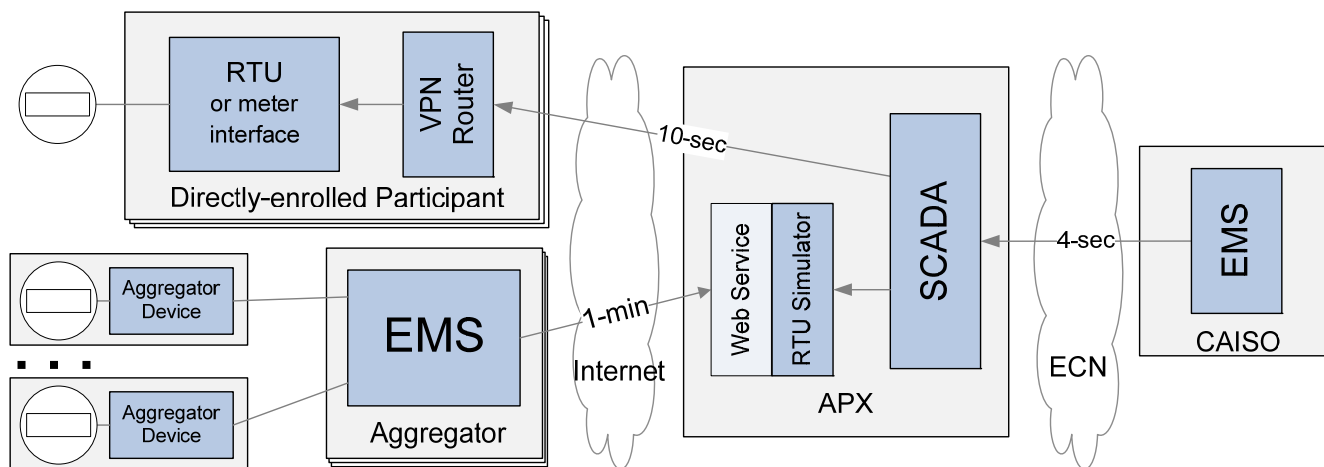 RTU
or meter
interface
VPN
Router
Directly-enrolled Participant
10-sec
Aggregator
Device
Aggregator
Device
EMS
Aggregator
1-min
Internet
Web Service
RTU Simulator
SCADA
APX
ECN
4-sec
EMS
CAISO